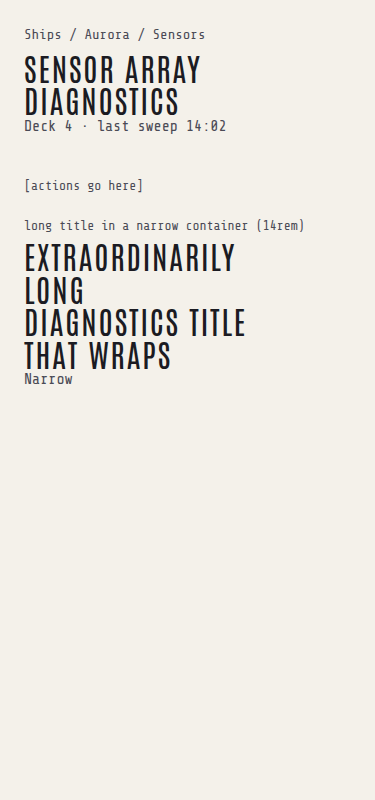 Ships / Aurora / Sensors
SENSOR ARRAY
DIAGNOSTICS
Deck 4 · last sweep 14:02
[actions go here]
long title in a narrow container (14rem)
EXTRAORDINARILY
LONG
DIAGNOSTICS TITLE
THAT WRAPS
Narrow